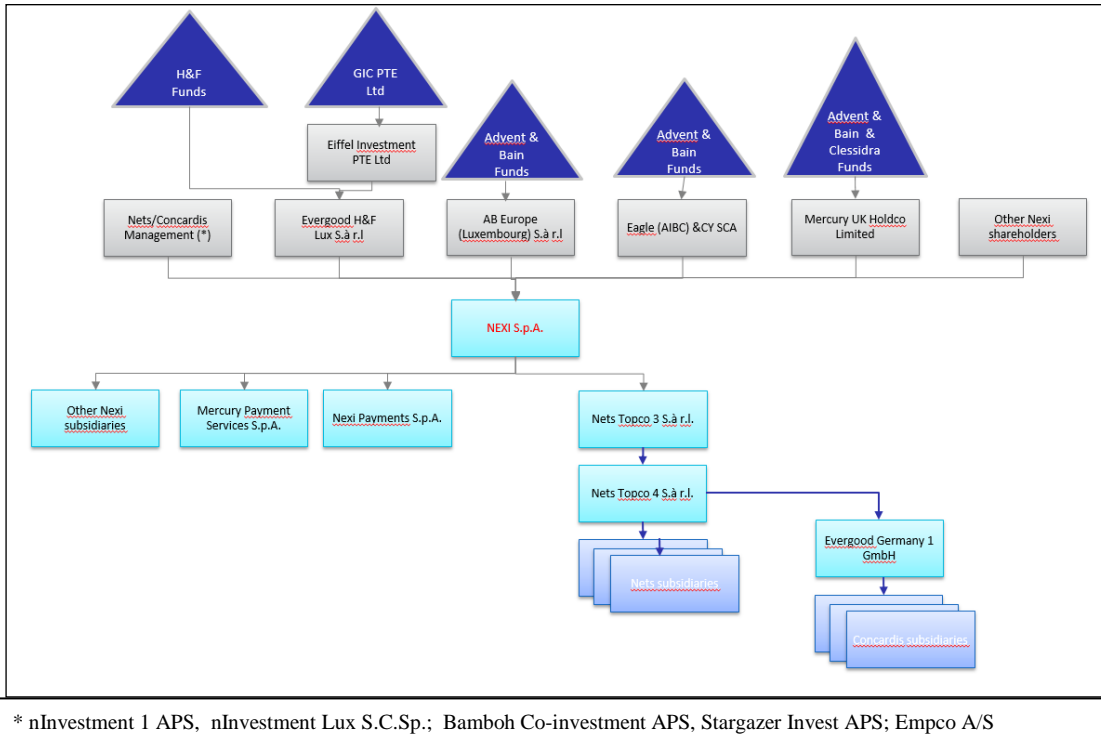 H&F
Funds
GIC PTE
Ltd
Eiffel Investment
PTE Ltd
Advent &
Bain
Funds
Advent &
Bain
Funds
Advent &
Bain &
Clessidra
Funds
Nets/Concardis
Management (*)
Evergood H&F
Lux S.à r.l
AB Europe
(Luxembourg) S.à r.l
Eagle (AIBC) &CY SCA
Mercury UK Holdco
Limited
Other Nexi
shareholders
NEXI S.p.A.
Other Nexi
subsidiaries
Mercury Payment
Services S.p.A.
Nexi Payments S.p.A.
Nets Topco 3 S.à r.l.
Nets Topco 4 S.à r.l.
Evergood Germany 1
GmbH
Nets subsidiaries
Concardis subsidiaries
* nInvestment 1 APS, nInvestment Lux S.C.Sp.; Bamboh Co-investment APS, Stargazer Invest APS; Empco A/S